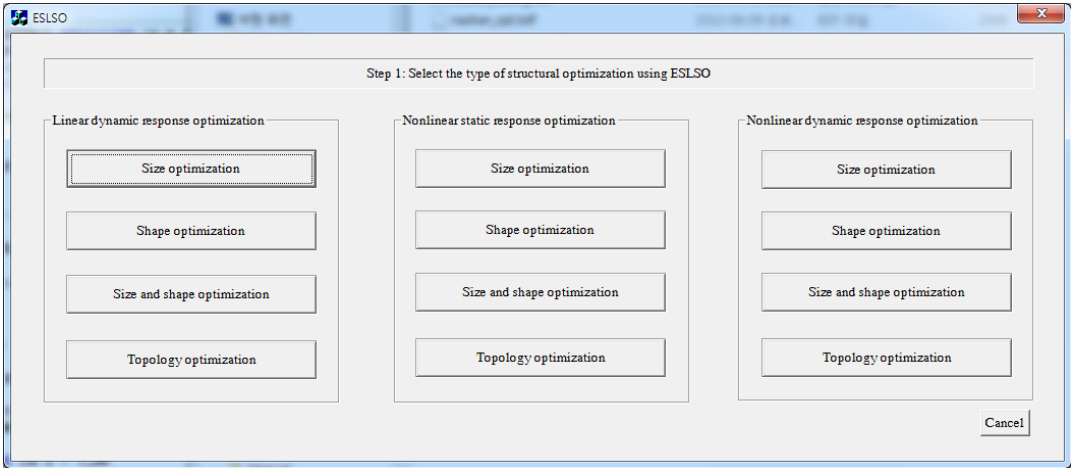 ESLSO
Step 1: Select the type of structural optimization using ESLSO
Linear dynamic response optimization
Size optimization
Shape optimization
Size and shape optimization
Topology optimization
Nonlinear static response optimization
Size optimization
Shape optimization
Size and shape optimization
Topology optimization
Nonlinear dynamic response optimization
Size optimization
Shape optimization
Size and shape optimization
Topology optimization
Cancel